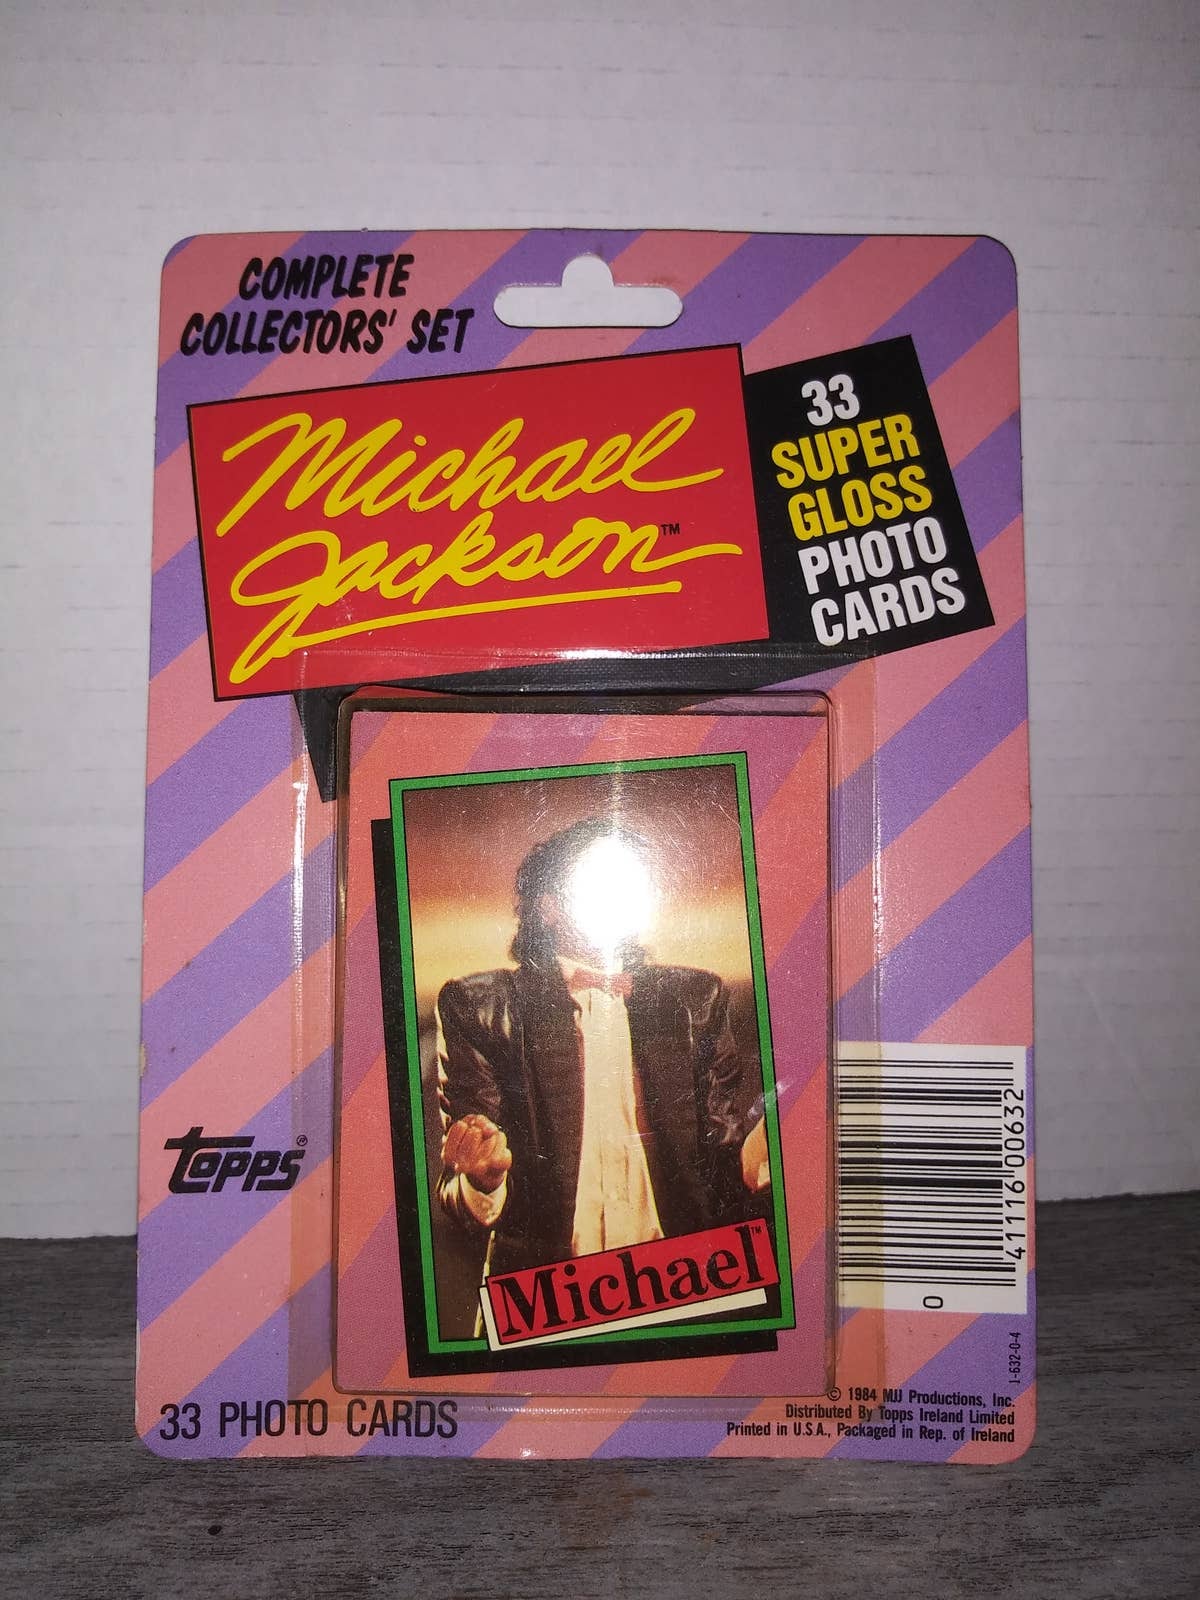 COMPLETE
COLLECTORS' SET
Michael
Jackson™
33
SUPER
GLOSS
PHOTO
CARDS
Michael™
topps®
0 41116 00632
1-632-0-4
33 PHOTO CARDS
© 1984 MJJ Productions, Inc.
Distributed By Topps Ireland Limited
Printed in U.S.A., Packaged in Rep. of Ireland